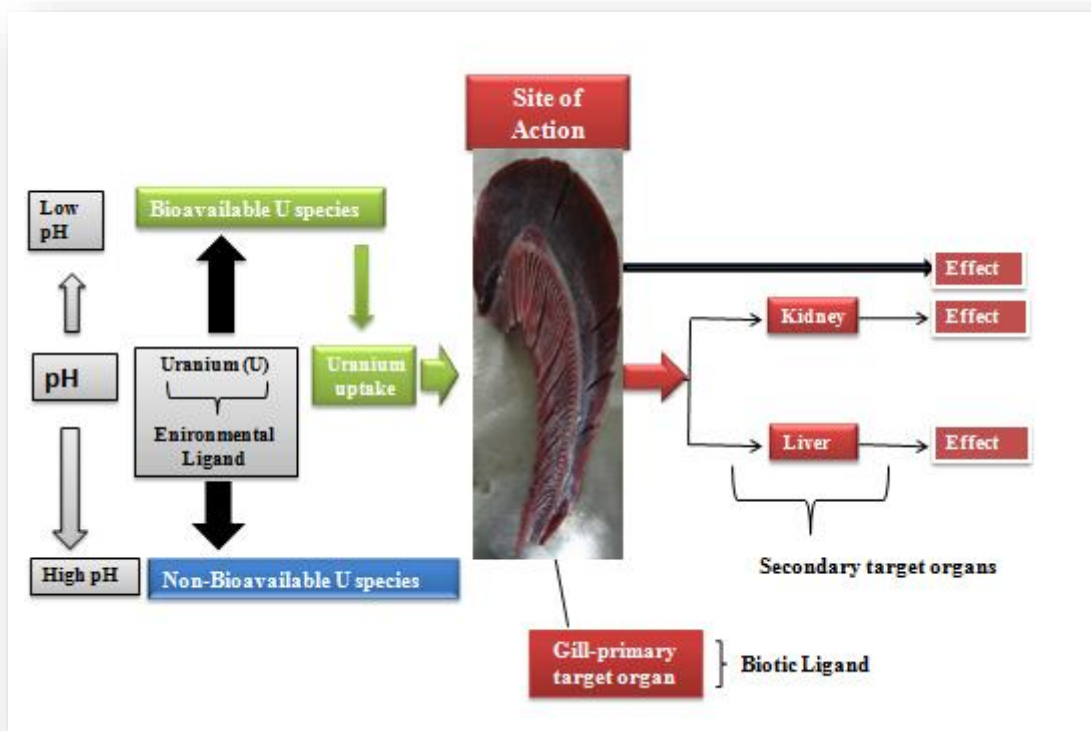 Site of
Action
Low
pH
Bioavailable U species
Effect
Kidney
Effect
pH
Uranium (U)
Enironmental
Ligand
Uranium
uptake
Liver
Effect
High pH
Non-Bioavailable U species
Secondary target organs
Gill-primary
target organ
Biotic Ligand